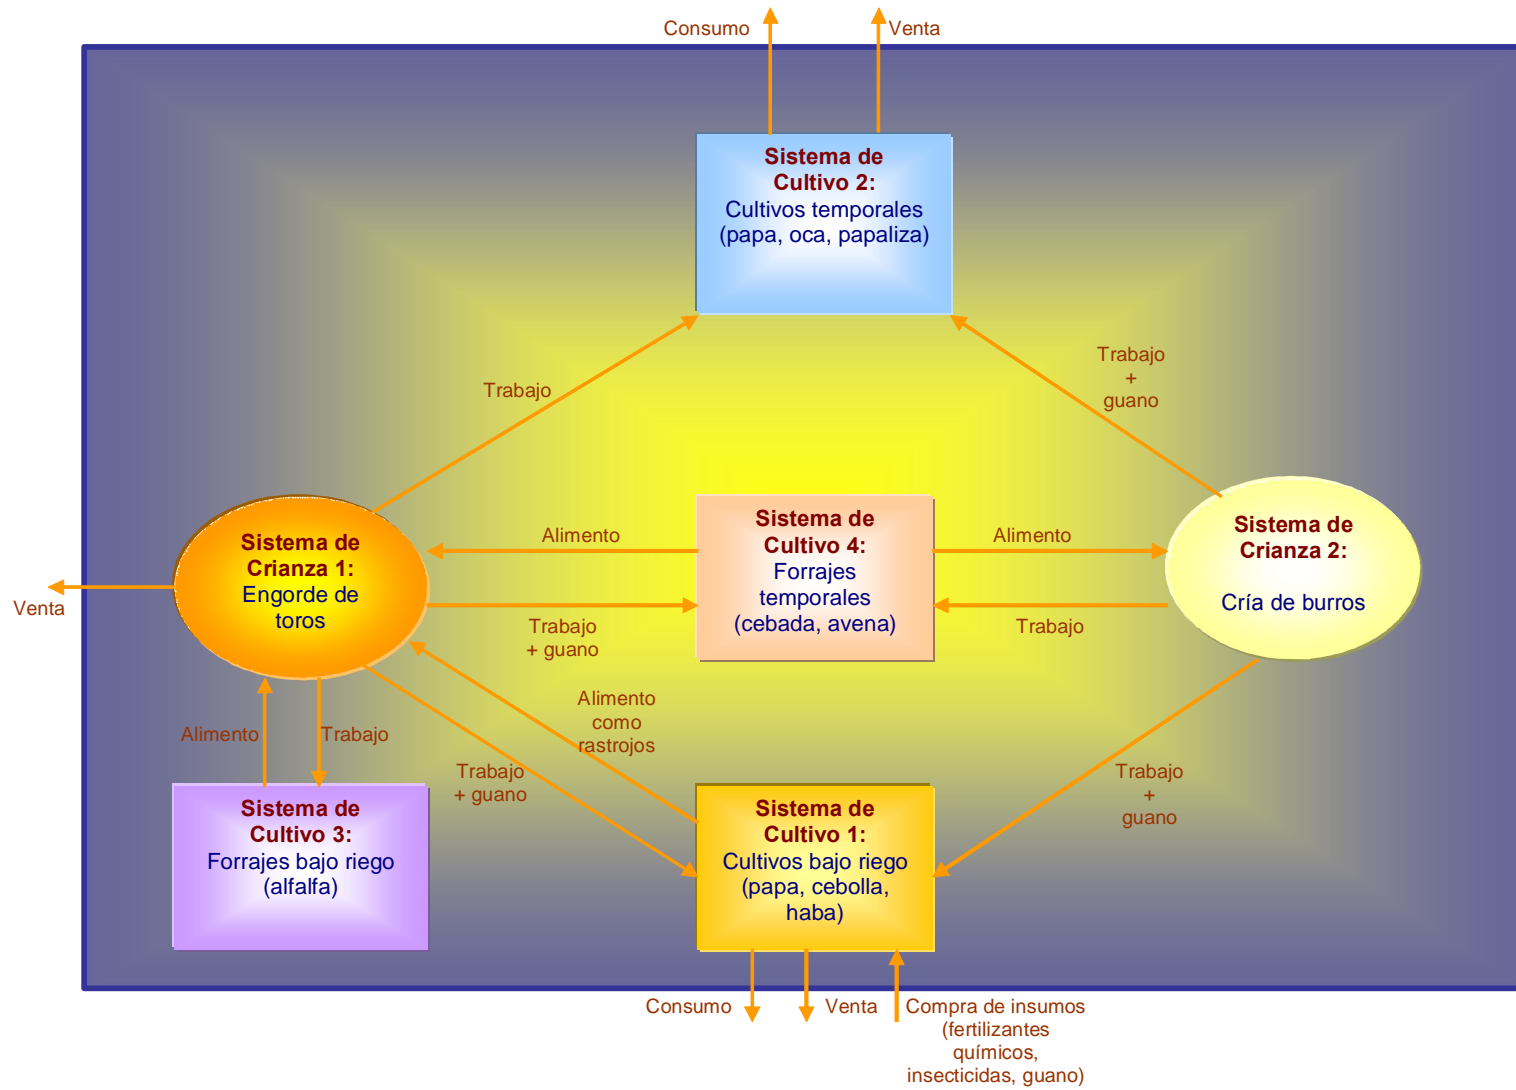 Consumo
Venta
Sistema de
Cultivo 2:
Cultivos temporales
(papa, oca, papaliza)
Trabajo
Trabajo
+
guano
Sistema de
Crianza 1:
Engorde de
toros
Venta
Alimento
Trabajo
+ guano
Sistema de
Cultivo 4:
Forrajes
temporales
(cebada, avena)
Alimento
Trabajo
Sistema de
Crianza 2:
Cría de burros
Alimento
Trabajo
Alimento
como
rastrojos
Trabajo
+ guano
Trabajo
+
guano
Sistema de
Cultivo 3:
Forrajes bajo riego
(alfalfa)
Sistema de
Cultivo 1:
Cultivos bajo riego
(papa, cebolla,
haba)
Consumo
Venta
Compra de insumos
(fertilizantes
químicos,
insecticidas, guano)